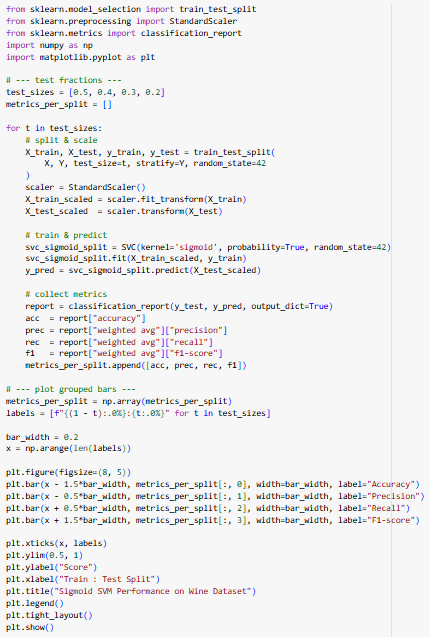 from sklearn.model_selection import train_test_split
from sklearn.preprocessing import StandardScaler
from sklearn.metrics import classification_report
import numpy as np
import matplotlib.pyplot as plt

# --- test fractions ---
test_sizes = [0.5, 0.4, 0.3, 0.2]
metrics_per_split = []

for t in test_sizes:
    # split & scale
    X_train, X_test, y_train, y_test = train_test_split(
        X, Y, test_size=t, stratify=Y, random_state=42
    )
    scaler = StandardScaler()
    X_train_scaled = scaler.fit_transform(X_train)
    X_test_scaled  = scaler.transform(X_test)

    # train & predict
    svc_sigmoid_split = SVC(kernel='sigmoid', probability=True, random_state=42)
    svc_sigmoid_split.fit(X_train_scaled, y_train)
    y_pred = svc_sigmoid_split.predict(X_test_scaled)

    # collect metrics
    report = classification_report(y_test, y_pred, output_dict=True)
    acc  = report["accuracy"]
    prec = report["weighted avg"]["precision"]
    rec  = report["weighted avg"]["recall"]
    f1   = report["weighted avg"]["f1-score"]
    metrics_per_split.append([acc, prec, rec, f1])

# --- plot grouped bars ---
metrics_per_split = np.array(metrics_per_split)
labels = [f"{(1 - t):.0%}:{t:.0%}" for t in test_sizes]

bar_width = 0.2
x = np.arange(len(labels))

plt.figure(figsize=(8, 5))
plt.bar(x - 1.5*bar_width, metrics_per_split[:, 0], width=bar_width, label="Accuracy")
plt.bar(x - 0.5*bar_width, metrics_per_split[:, 1], width=bar_width, label="Precision")
plt.bar(x + 0.5*bar_width, metrics_per_split[:, 2], width=bar_width, label="Recall")
plt.bar(x + 1.5*bar_width, metrics_per_split[:, 3], width=bar_width, label="F1-score")

plt.xticks(x, labels)
plt.ylim(0.5, 1)
plt.ylabel("Score")
plt.xlabel("Train : Test Split")
plt.title("Sigmoid SVM Performance on Wine Dataset")
plt.legend()
plt.tight_layout()
plt.show()